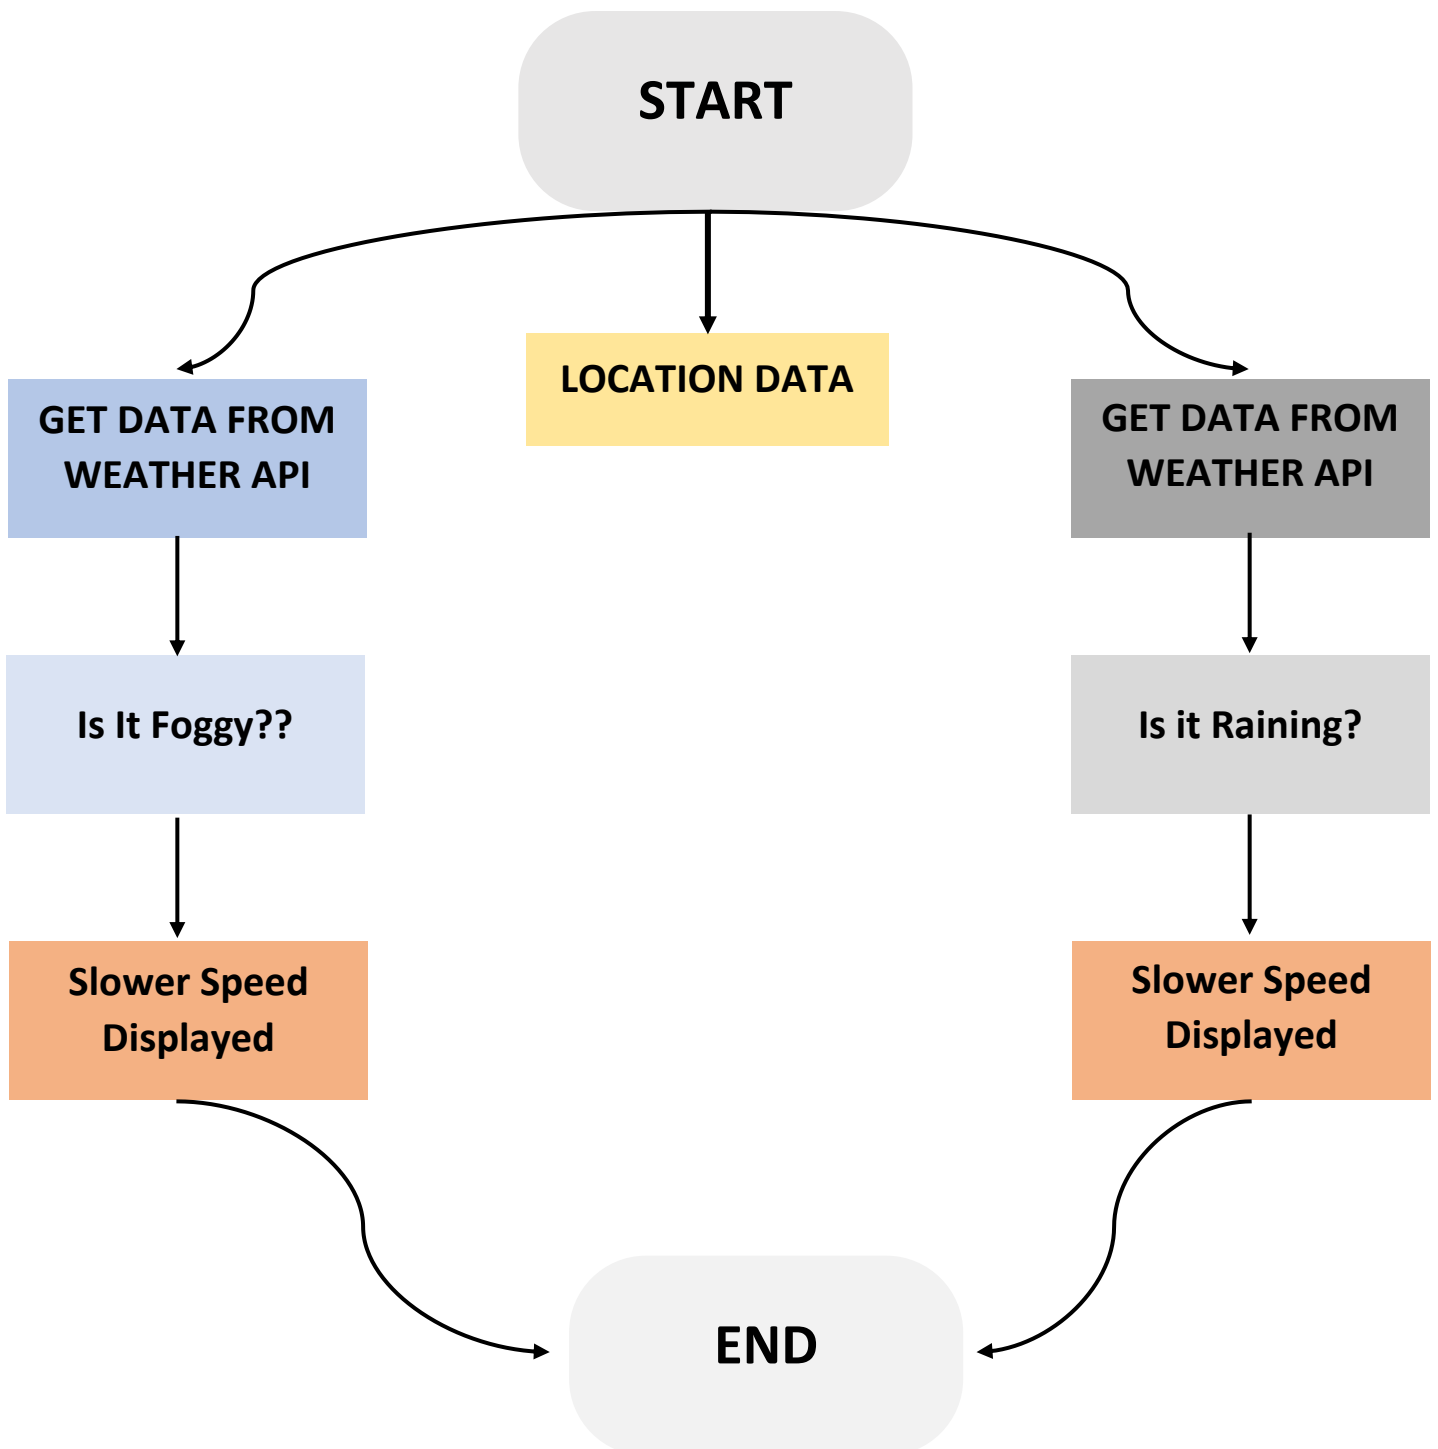 START
LOCATION DATA
GET DATA FROM
WEATHER API
GET DATA FROM
WEATHER API
Is It Foggy??
Is it Raining?
Slower Speed
Displayed
Slower Speed
Displayed
END